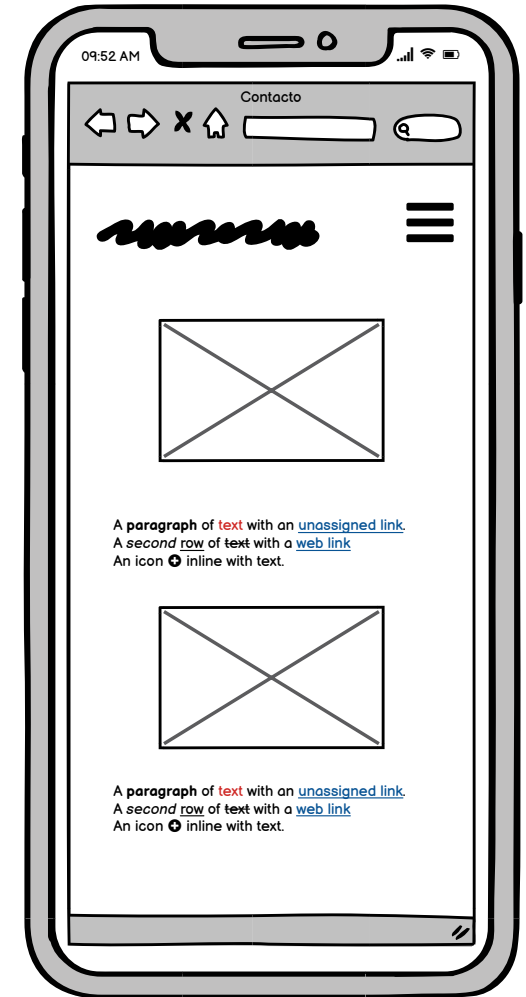 09:52 AM
Contacto
A paragraph of text with an unassigned link.
A second row of text with a web link
An icon inline with text.
A paragraph of text with an unassigned link.
A second row of text with a web link
An icon inline with text.